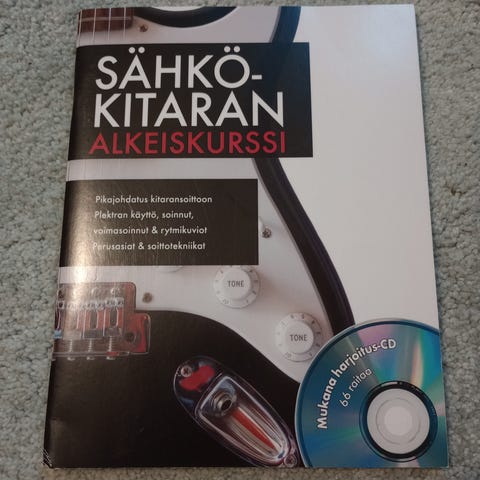 SÄHKÖ-
KITARAN
ALKEISKURSSI
Pikajohdatus kitaransoittoon
Plektran käyttö, soinnut,
voimasoinnut & rytmikuviot
Perusasiat & soittotekniikat
TONE
TONE
Mukana harjoitus-CD
66 raitaa